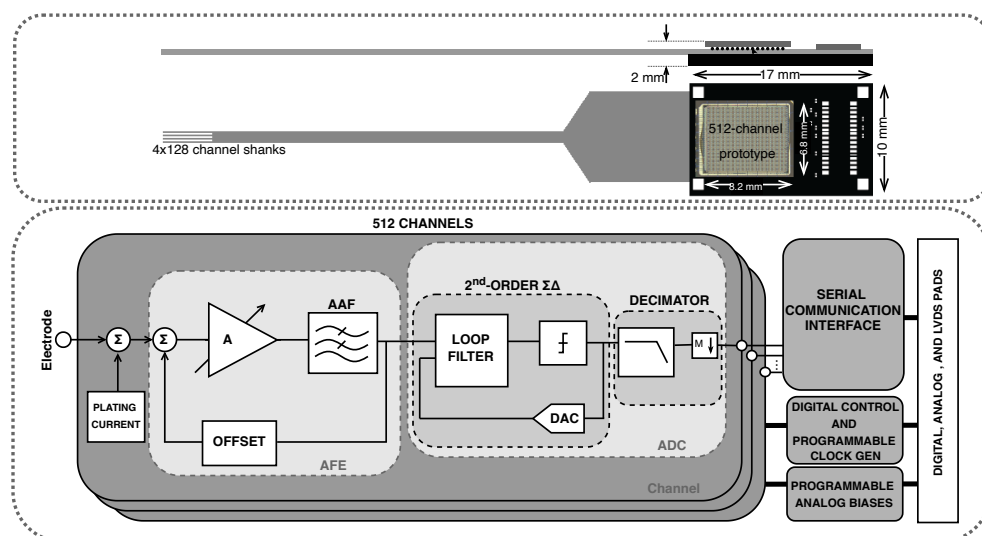 2 mm
17 mm
512-channel
prototype
6.8 mm
10 mm
8.2 mm
4x128 channel shanks
512 CHANNELS
Electrode
Σ
Σ
A
AAF
PLATING
CURRENT
OFFSET
AFE
2nd-ORDER ΣΔ
LOOP
FILTER
DAC
DECIMATOR
M
ADC
Channel
SERIAL
COMMUNICATION
INTERFACE
DIGITAL CONTROL
AND
PROGRAMMABLE
CLOCK GEN
PROGRAMMABLE
ANALOG BIASES
DIGITAL, ANALOG , AND LVDS PADS